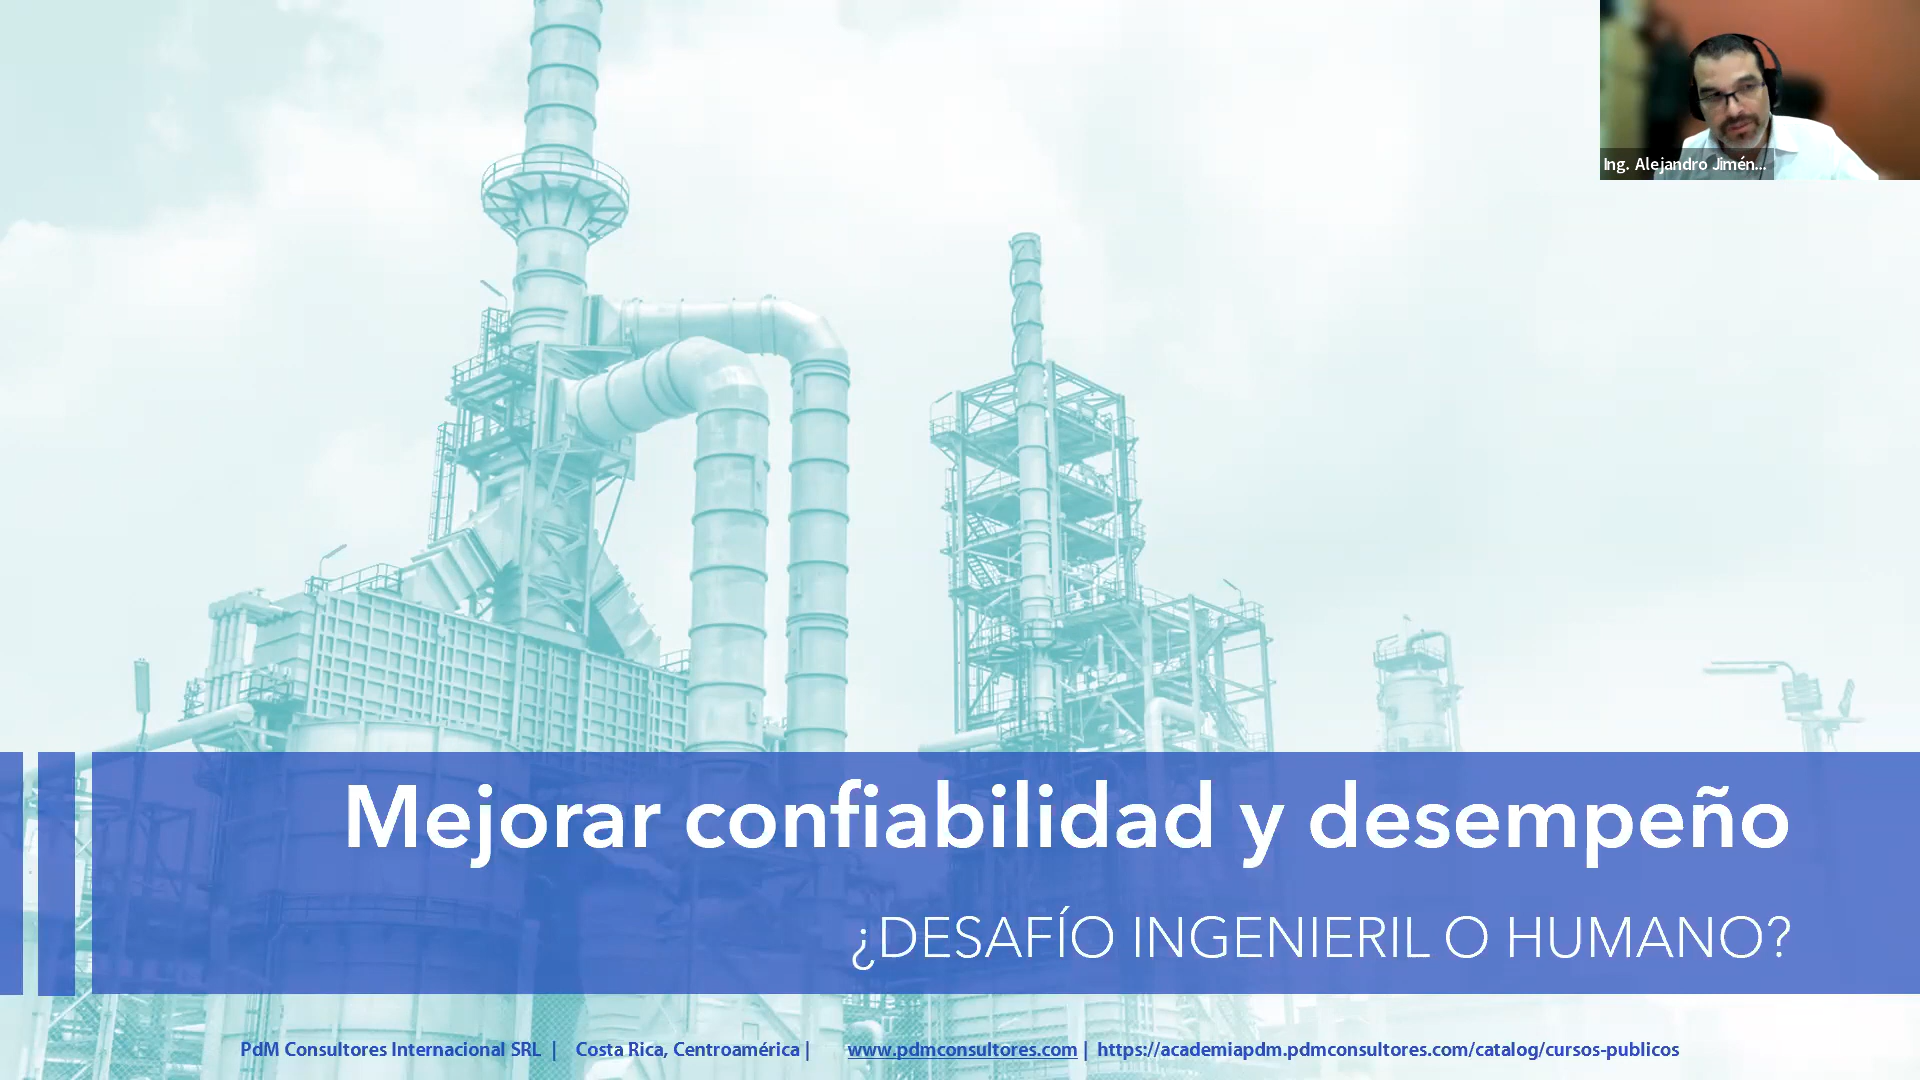 Ing. Alejandro Jimén...
Mejorar confiabilidad y desempeño
¿DESAFÍO INGENIERIL O HUMANO?
PdM Consultores Internacional SRL | Costa Rica, Centroamérica | www.pdmconsultores.com | https://academiapdm.pdmconsultores.com/catalog/cursos-publicos